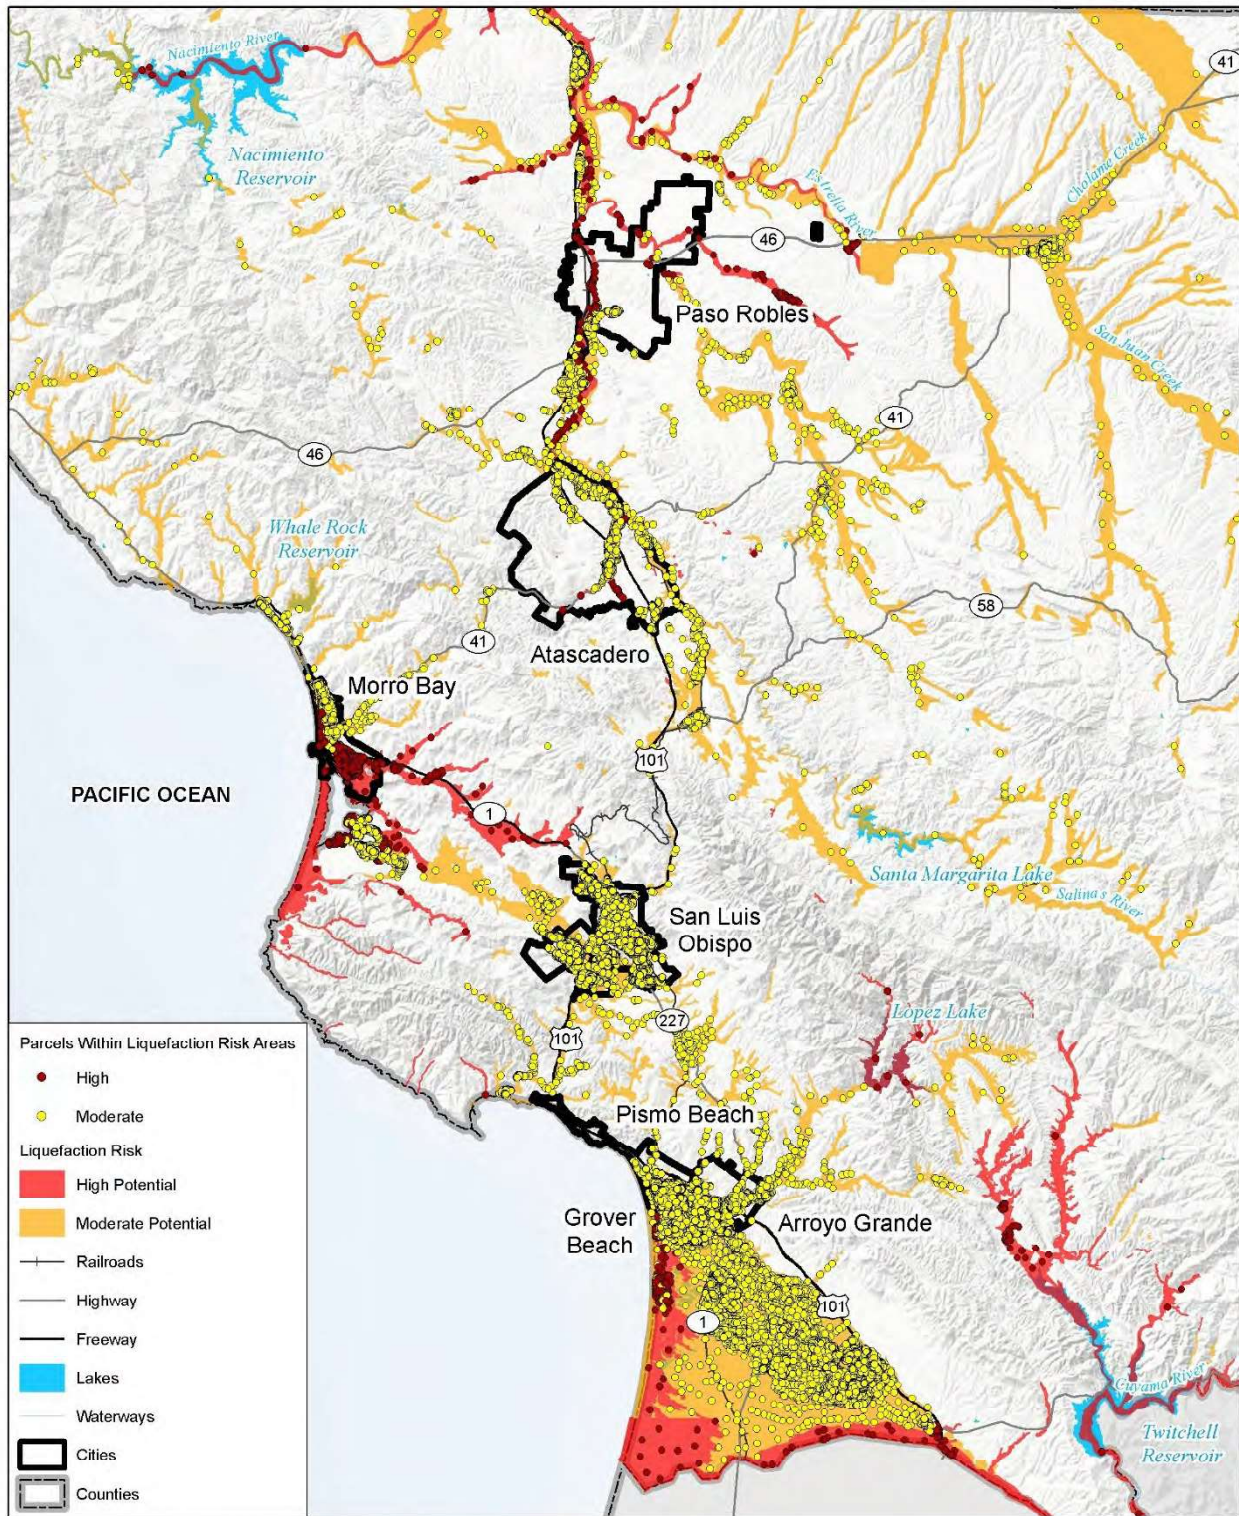 Nacimiento River
41
Nacimiento
Reservoir
Cholame Creek
Estrella River
46
Paso Robles
San Juan Creek
41
46
Whale Rock
Reservoir
58
41
Atascadero
Morro Bay
101
PACIFIC OCEAN
1
Santa Margarita Lake
Salinas River
San Luis
Obispo
Lopez Lake
227
101
Pismo Beach
Grover
Beach
Arroyo Grande
101
1
Cuyama River
Twitchell
Reservoir
Parcels Within Liquefaction Risk Areas
High
Moderate
Liquefaction Risk
High Potential
Moderate Potential
Railroads
Highway
Freeway
Lakes
Waterways
Cities
Counties